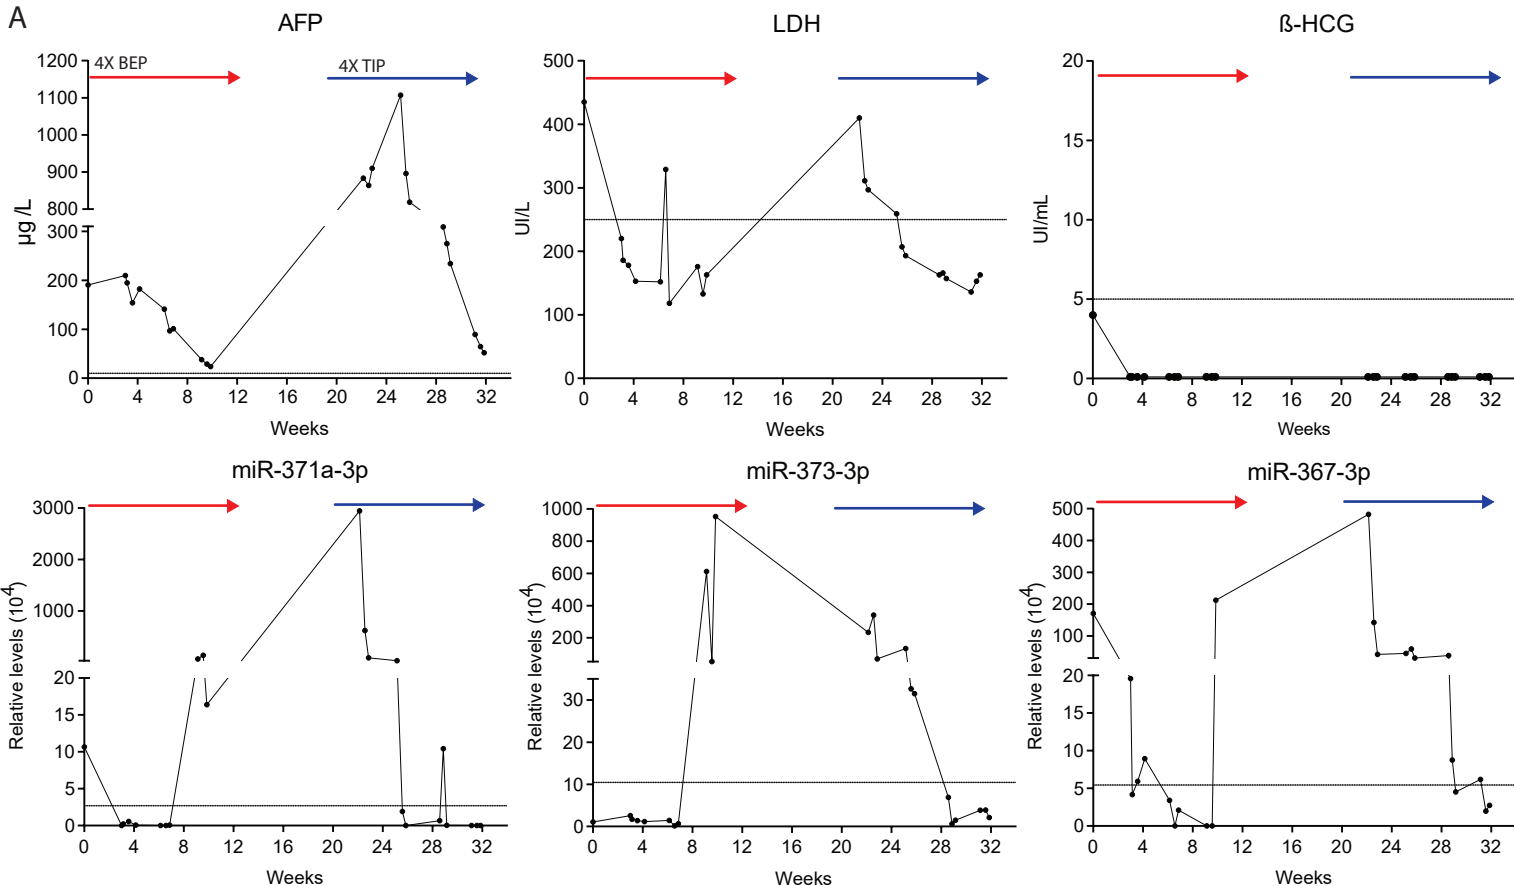 A
AFP
LDH
ß-HCG
4X BEP
4X TIP
1200
1100
1000
900
800
300
200
100
0
µg /L
0 4 8 12 16 20 24 28 32
Weeks
500
400
300
200
100
0
UI/L
0 4 8 12 16 20 24 28 32
Weeks
20
15
10
5
0
UI/mL
0 4 8 12 16 20 24 28 32
Weeks
miR-371a-3p
miR-373-3p
miR-367-3p
3000
2000
1000
20
15
10
5
0
Relative levels (10^4)
0 4 8 12 16 20 24 28 32
Weeks
1000
800
600
400
200
30
20
10
0
Relative levels (10^4)
0 4 8 12 16 20 24 28 32
Weeks
500
400
300
200
100
20
15
10
5
0
Relative levels (10^4)
0 4 8 12 16 20 24 28 32
Weeks